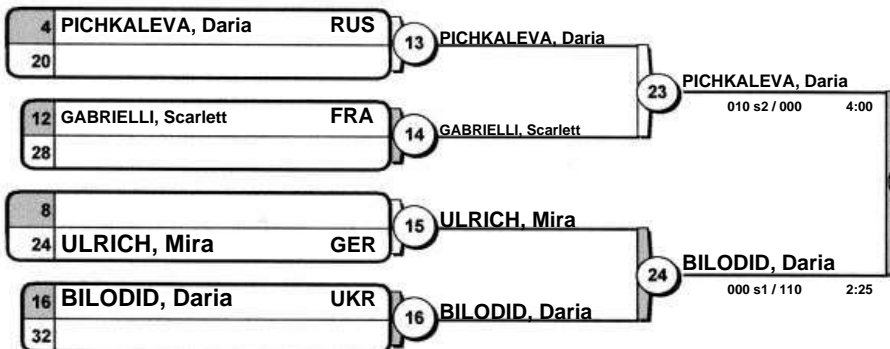 4 PICHKALEVA, Daria RUS
20
13 PICHKALEVA, Daria
12 GABRIELLI, Scarlett FRA
28
14 GABRIELLI, Scarlett
23 PICHKALEVA, Daria
010 s2 / 000 4:00
8
24 ULRICH, Mira GER
15 ULRICH, Mira
16 BILODID, Daria UKR
32
16 BILODID, Daria
24 BILODID, Daria
000 s1 / 110 2:25